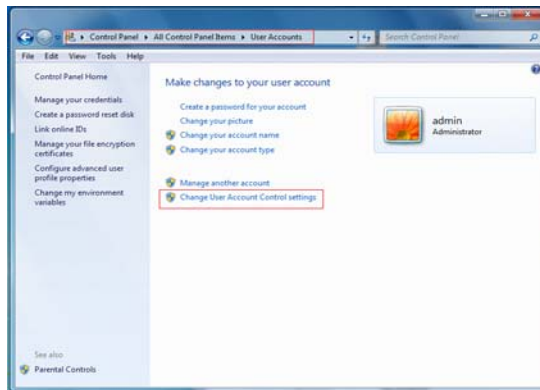 Control Panel ▸ All Control Panel Items ▸ User Accounts
Search Control Panel
File Edit View Tools Help
Control Panel Home
Manage your credentials
Create a password reset disk
Link online IDs
Manage your file encryption
certificates
Configure advanced user
profile properties
Change my environment
variables
See also
Parental Controls
Make changes to your user account
Create a password for your account
Change your picture
Change your account name
Change your account type
Manage another account
Change User Account Control settings
admin
Administrator